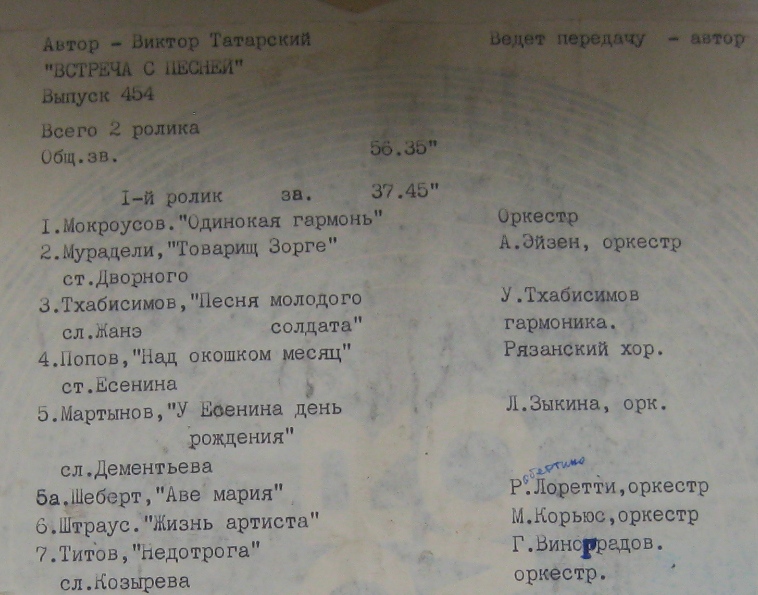 Автор - Виктор Татарский Ведет передачу - автор
"ВСТРЕЧА С ПЕСНЕЙ"
Выпуск 454
Всего 2 ролика
Общ.зв. 56.35"
I-й ролик за. 37.45"
1.Мокроусов."Одинокая гармонь" Оркестр
2.Мурадели,"Товарищ Зорге" А.Эйзен, оркестр
ст.Дворного
3.Тхабисимов,"Песня молодого У.Тхабисимов
сл.Жанэ солдата" гармоника.
4.Попов,"Над окошком месяц" Рязанский хор.
ст.Есенина
5.Мартынов,"У Есенина день Л.Зыкина, орк.
рождения"
сл.Дементьева
обертино
5а.Шеберт,"Аве мария" Р.Лоретти,оркестр
6.Штраус."Жизнь артиста" М.Корьюс,оркестр
7.Титов,"Недотрога" Г.Виноградов.
сл.Козырева оркестр.